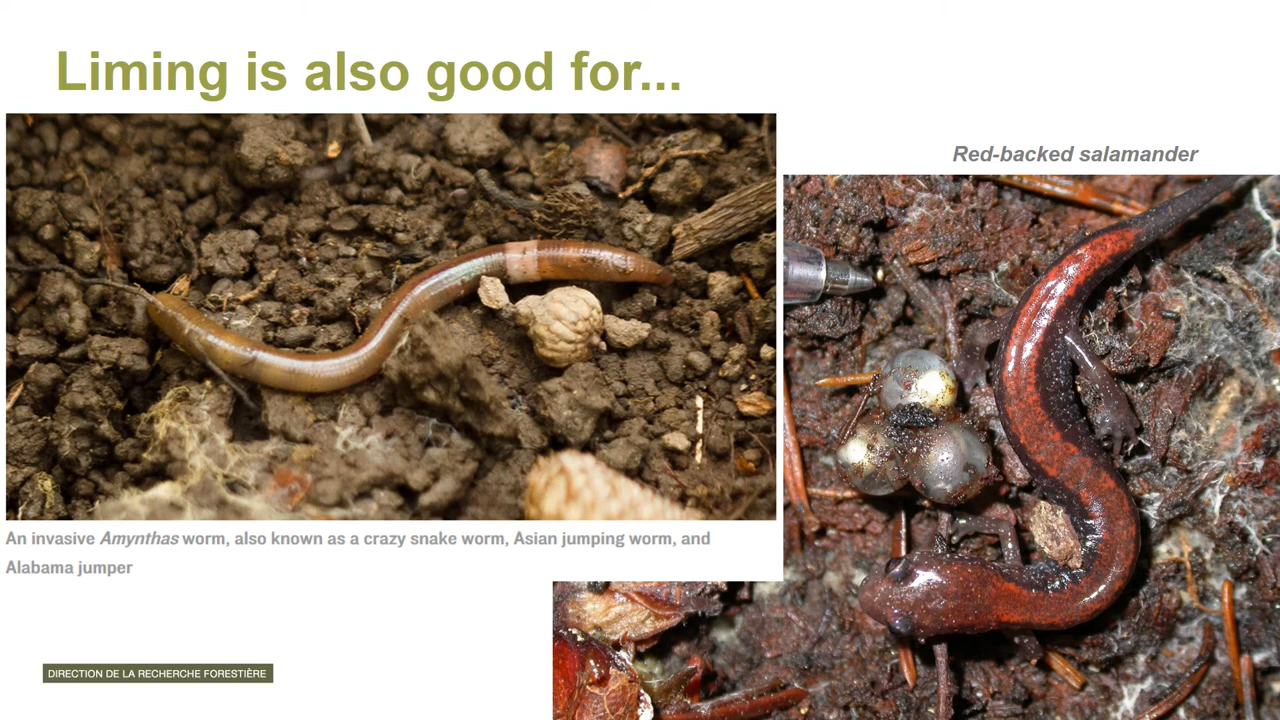 Liming is also good for...
Red-backed salamander
An invasive Amynthas worm, also known as a crazy snake worm, Asian jumping worm, and
Alabama jumper
DIRECTION DE LA RECHERCHE FORESTIÈRE